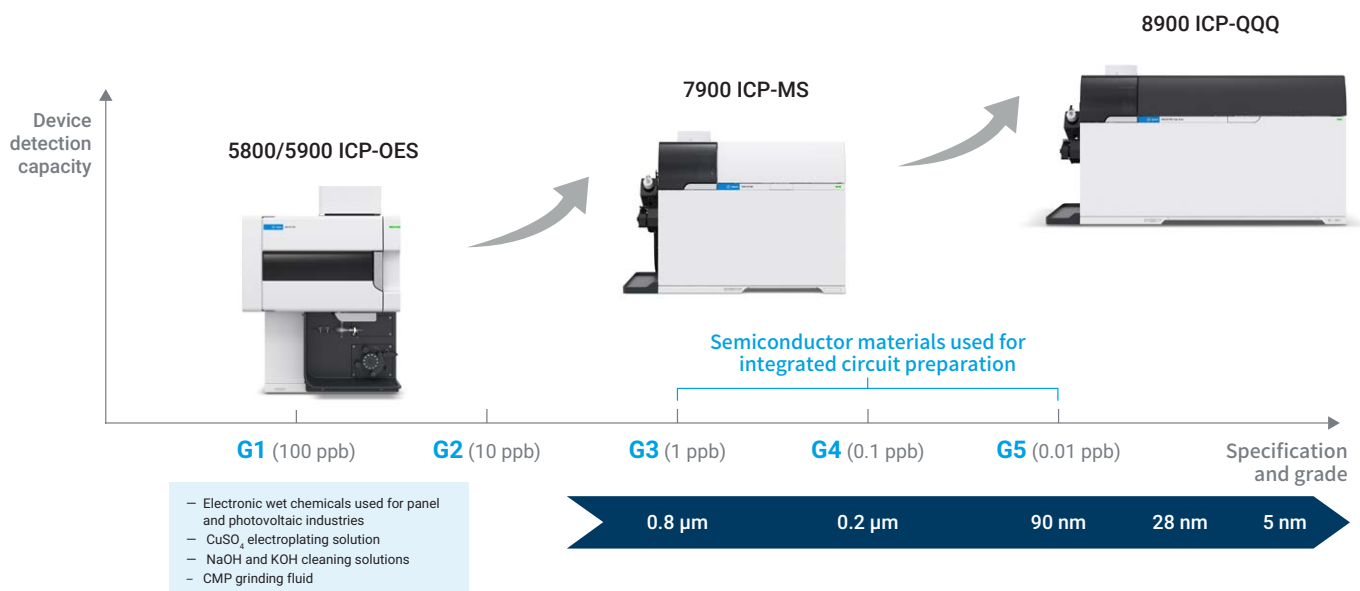 8900 ICP-QQQ
7900 ICP-MS
Device
detection
capacity
5800/5900 ICP-OES
Semiconductor materials used for
integrated circuit preparation
G1 (100 ppb)
G2 (10 ppb)
G3 (1 ppb)
G4 (0.1 ppb)
G5 (0.01 ppb)
Specification
and grade
— Electronic wet chemicals used for panel
and photovoltaic industries
— CuSO₄ electroplating solution
— NaOH and KOH cleaning solutions
– CMP grinding fluid
0.8 µm
0.2 µm
90 nm
28 nm
5 nm